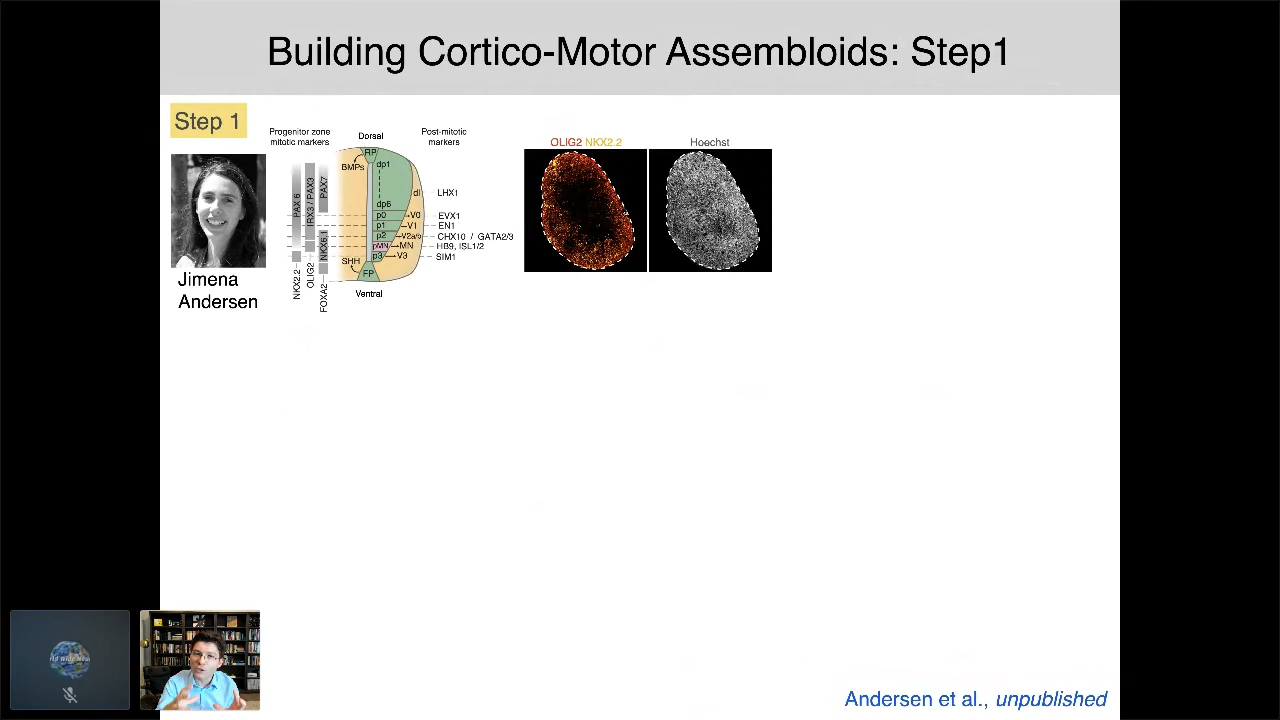 Building Cortico-Motor Assembloids: Step1
Step 1
Jimena
Andersen
Progenitor zone
mitotic markers
Dorsal
Post-mitotic
markers
PAX 6
IRX3 / PAX3
PAX7
NKX6.1
NKX2.2
OLIG2
FOXA2
RP
BMPs
dp1
dp6
p0
p1
p2
pMN
p3
SHH
FP
dI
V0
V1
V2a/b
MN
V3
LHX1
EVX1
EN1
CHX10 / GATA2/3
HB9, ISL1/2
SIM1
Ventral
OLIG2 NKX2.2
Hoechst
Andersen et al., unpublished